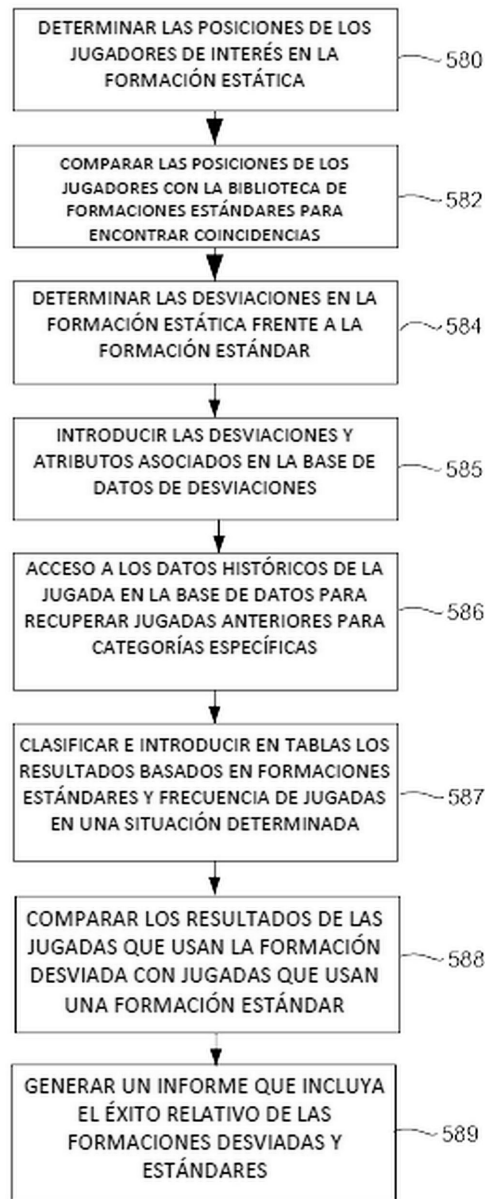 DETERMINAR LAS POSICIONES DE LOS
JUGADORES DE INTERÉS EN LA
FORMACIÓN ESTÁTICA
580
COMPARAR LAS POSICIONES DE LOS
JUGADORES CON LA BIBLIOTECA DE
FORMACIONES ESTÁNDARES PARA
ENCONTRAR COINCIDENCIAS
582
DETERMINAR LAS DESVIACIONES EN LA
FORMACIÓN ESTÁTICA FRENTE A LA
FORMACIÓN ESTÁNDAR
584
INTRODUCIR LAS DESVIACIONES Y
ATRIBUTOS ASOCIADOS EN LA BASE DE
DATOS DE DESVIACIONES
585
ACCESO A LOS DATOS HISTÓRICOS DE LA
JUGADA EN LA BASE DE DATOS PARA
RECUPERAR JUGADAS ANTERIORES PARA
CATEGORÍAS ESPECÍFICAS
586
CLASIFICAR E INTRODUCIR EN TABLAS LOS
RESULTADOS BASADOS EN FORMACIONES
ESTÁNDARES Y FRECUENCIA DE JUGADAS
EN UNA SITUACIÓN DETERMINADA
587
COMPARAR LOS RESULTADOS DE LAS
JUGADAS QUE USAN LA FORMACIÓN
DESVIADA CON JUGADAS QUE USAN
UNA FORMACIÓN ESTÁNDAR
588
GENERAR UN INFORME QUE INCLUYA
EL ÉXITO RELATIVO DE LAS
FORMACIONES DESVIADAS Y
ESTÁNDARES
589